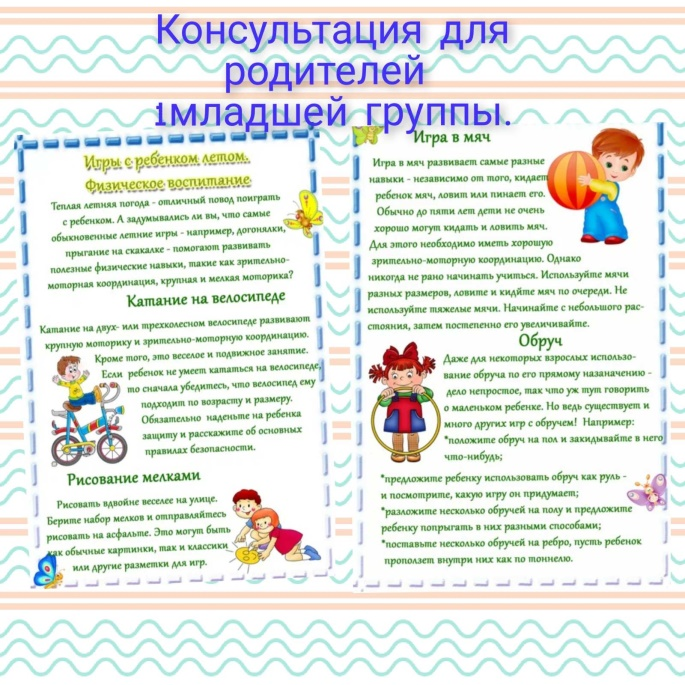 Консультация для
родителей
1младшей группы.
Игры с ребенком летом.
Физическое воспитание
Теплая летняя погода - отличный повод поиграть
с ребенком. А задумывались ли вы, что самые
обыкновенные летние игры - например, догонялки,
прыгание на скакалке - помогают развивать
полезные физические навыки, такие как зрительно-
моторная координация, крупная и мелкая моторика?
Катание на велосипеде
Катание на двух- или трехколесном велосипеде развивают
крупную моторику и зрительно-моторную координацию.
Кроме того, это веселое и подвижное занятие.
Если ребенок не умеет кататься на велосипеде,
то сначала убедитесь, что велосипед ему
подходит по возрасту и размеру.
Обязательно наденьте на ребенка
защиту и расскажите об основных
правилах безопасности.
Рисование мелками
Рисовать вдвойне веселее на улице.
Берите набор мелков и отправляйтесь
рисовать на асфальте. Это могут быть
как обычные картинки, так и классики
или другие разметки для игр.
Игра в мяч
Игра в мяч развивает самые разные
навыки - независимо от того, кидает
ребенок мяч, ловит или пинает его.
Обычно до пяти лет дети не очень
хорошо могут кидать и ловить мяч.
Для этого необходимо иметь хорошую
зрительно-моторную координацию. Однако
никогда не рано начинать учиться. Используйте мячи
разных размеров, ловите и кидйте мяч по очереди. Не
используйте тяжелые мячи. Начинайте с небольшого рас-
стояния, затем постепенно его увеличивайте.
Обруч
Даже для некоторых взрослых использо-
вание обруча по его прямому назаначению -
дело непростое, так что уж тут говорить
о маленьком ребенке. Но ведь существует и
много других игр с обручем! Например:
*положите обруч на пол и закидывайте в него
что-нибудь;
*предложите ребенку использовать обруч как руль -
и посмотрите, какую игру он придумает;
*разложите несколько обручей на полу и предложите
ребенку попрыгать в них разными способами;
*поставьте несколько обручей на ребро, пусть ребенок
проползет внутри них как по тоннелю.